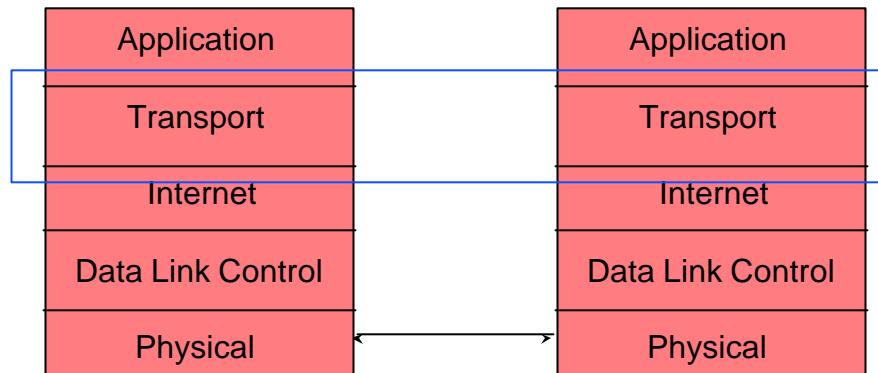 Application
Transport
Internet
Data Link Control
Physical
Application
Transport
Internet
Data Link Control
Physical